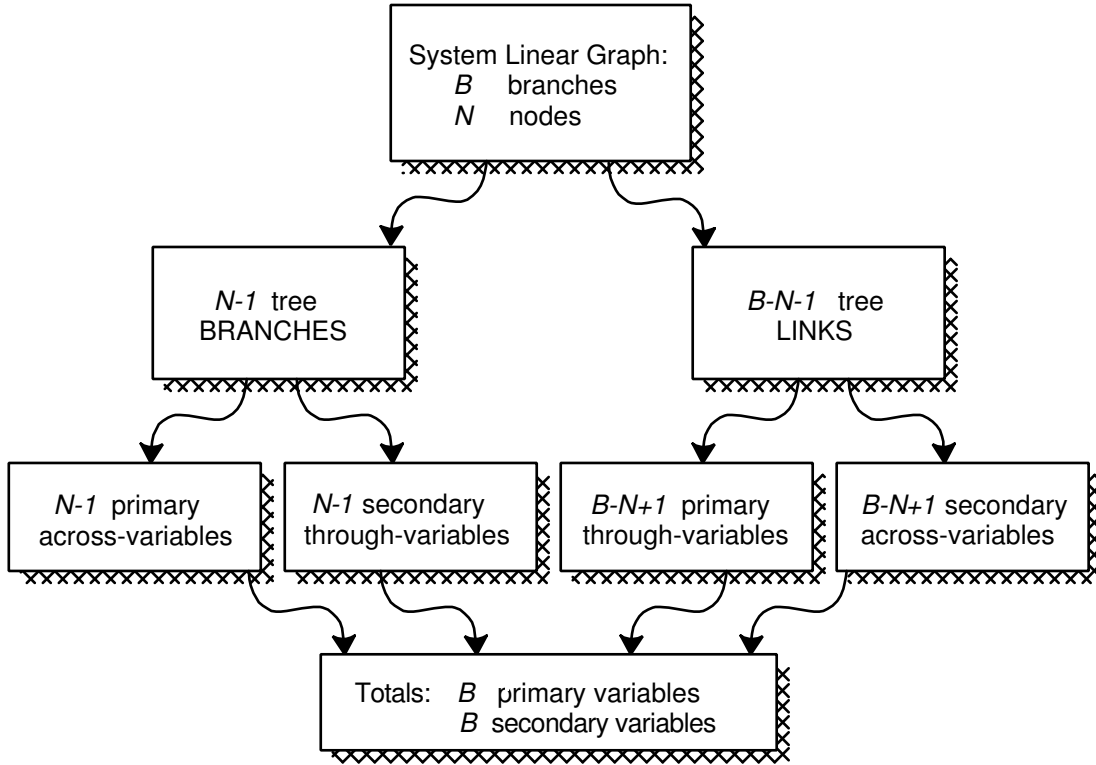 System Linear Graph:
B branches
N nodes
N-1 tree
BRANCHES
B-N-1 tree
LINKS
N-1 primary
across-variables
N-1 secondary
through-variables
B-N+1 primary
through-variables
B-N+1 secondary
across-variables
Totals: B primary variables
B secondary variables